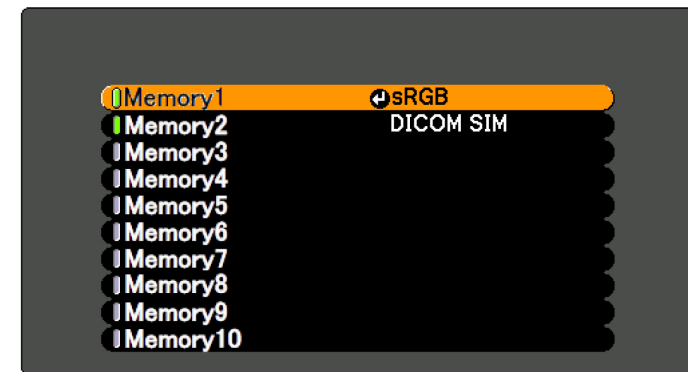 Memory1 sRGB
Memory2 DICOM SIM
Memory3
Memory4
Memory5
Memory6
Memory7
Memory8
Memory9
Memory10